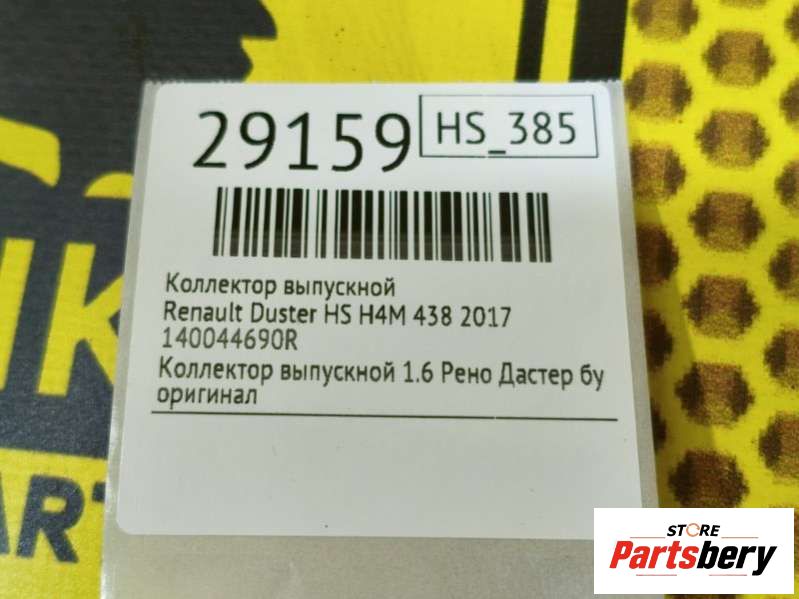 29159
HS_385
Коллектор выпускной
Renault Duster HS H4M 438 2017
140044690R
Коллектор выпускной 1.6 Рено Дастер бу
оригинал
STORE
Partsbery